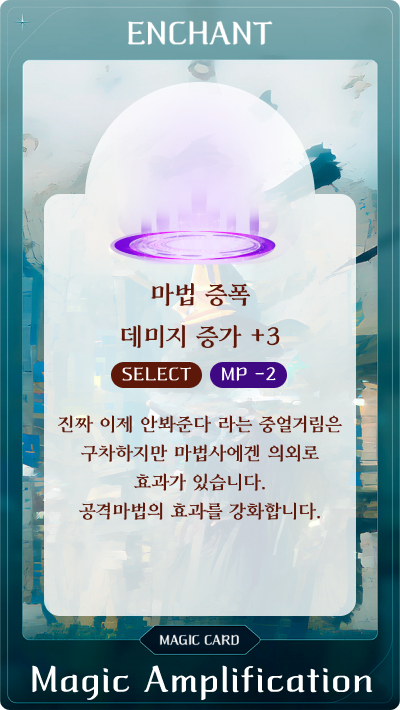 ENCHANT
마법 증폭
데미지 증가 +3
SELECT MP -2
진짜 이제 안봐준다 라는 중얼거림은
구차하지만 마법사에겐 의외로
효과가 있습니다.
공격마법의 효과를 강화합니다.
MAGIC CARD
Magic Amplification